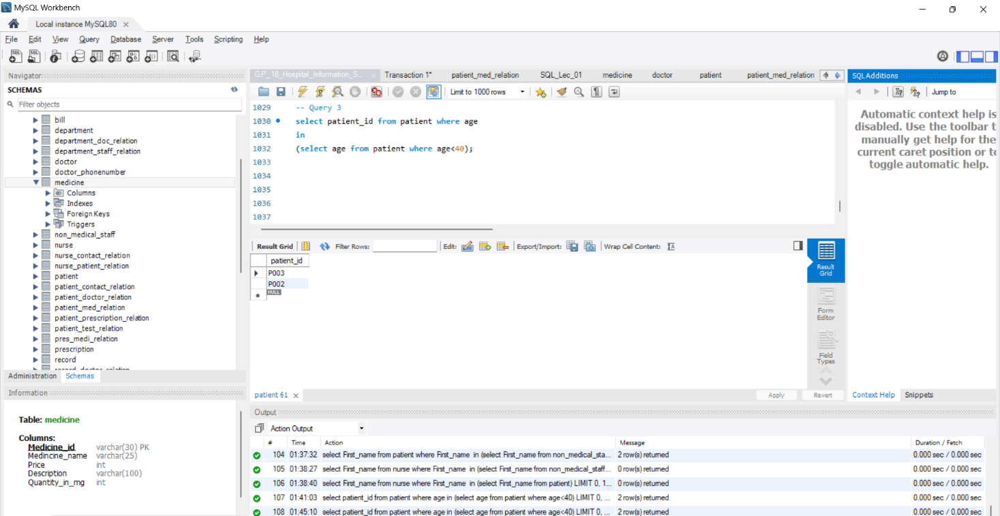 MySQL Workbench
Local instance MySQL80
File Edit View Query Database Server Tools Scripting Help
Navigator
SCHEMAS
Filter objects
bill
department
department_doc_relation
department_staff_relation
doctor
doctor_phonenumber
medicine
Columns
Indexes
Foreign Keys
Triggers
non_medical_staff
nurse
nurse_contact_relation
nurse_patient_relation
patient
patient_contact_relation
patient_doctor_relation
patient_med_relation
patient_prescription_relation
patient_test_relation
pres_medi_relation
prescription
record
record_doctor_relation
Administration Schemas
Information
Table: medicine
Columns:
Medicine_id varchar(30) PK
Medincine_name varchar(25)
Price int
Description varchar(100)
Quantity_in_mg int
GP_18_Hospital_Information_S... Transaction 1* patient_med_relation SQL_Lec_01 medicine doctor patient patient_med_relation
Limit to 1000 rows
1029 -- Query 3
1030 select patient_id from patient where age
1031 in
1032 (select age from patient where age<40);
1033
1034
1035
1036
1037
Result Grid Filter Rows: Edit: Export/Import: Wrap Cell Content:
patient_id
P003
P002
NULL
Result Grid
Form Editor
Field Types
patient 61 Apply Revert
SQLAdditions
Jump to
Automatic context help is
disabled. Use the toolbar t
manually get help for the
current caret position or to
toggle automatic help.
Context Help Snippets
Output
Action Output
# Time Action Message Duration / Fetch
104 01:37:32 select First_name from patient where First_name in (select First_name from non_medical_sta... 2 row(s) returned 0.000 sec / 0.000 sec
105 01:38:27 select First_name from nurse where First_name in (select First_name from non_medical_staff... 0 row(s) returned 0.000 sec / 0.000 sec
106 01:38:40 select First_name from nurse where First_name in (select First_name from patient) LIMIT 0, 1... 0 row(s) returned 0.000 sec / 0.000 sec
107 01:41:03 select patient_id from patient where age in (select age from patient where age<40) LIMIT 0, ... 2 row(s) returned 0.000 sec / 0.000 sec
108 01:45:10 select patient_id from patient where age in (select age from patient where age<40) LIMIT 0, ... 2 row(s) returned 0.000 sec / 0.000 sec